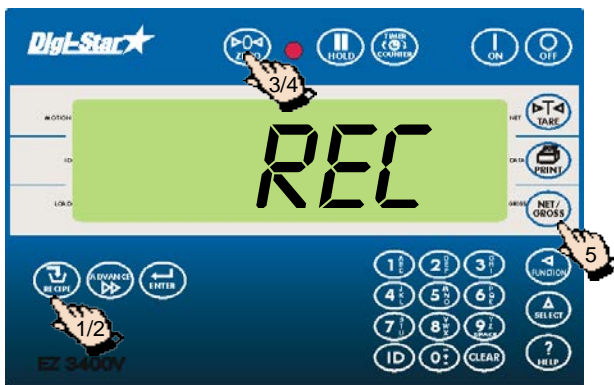 Digi-Star
ZERO
HOLD
TIMER
COUNTER
ON
OFF
3/4
MOTION
NET
TARE
REC
ID
DATA
PRINT
LOAD
GROSS
NET/
GROSS
5
RECIPE
ADVANCE
ENTER
1
2
3
FUNCTION
4
5
6
SELECT
1/2
7
8
9
SPACE
ID
0
CLEAR
?
HELP
EZ 3400V